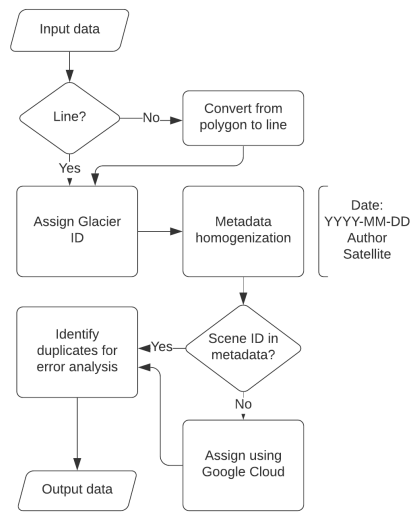 Input data
Line?
No
Convert from
polygon to line
Yes
Assign Glacier
ID
Metadata
homogenization
Date:
YYYY-MM-DD
Author
Satellite
Identify
duplicates for
error analysis
Yes
Scene ID in
metadata?
No
Assign using
Google Cloud
Output data